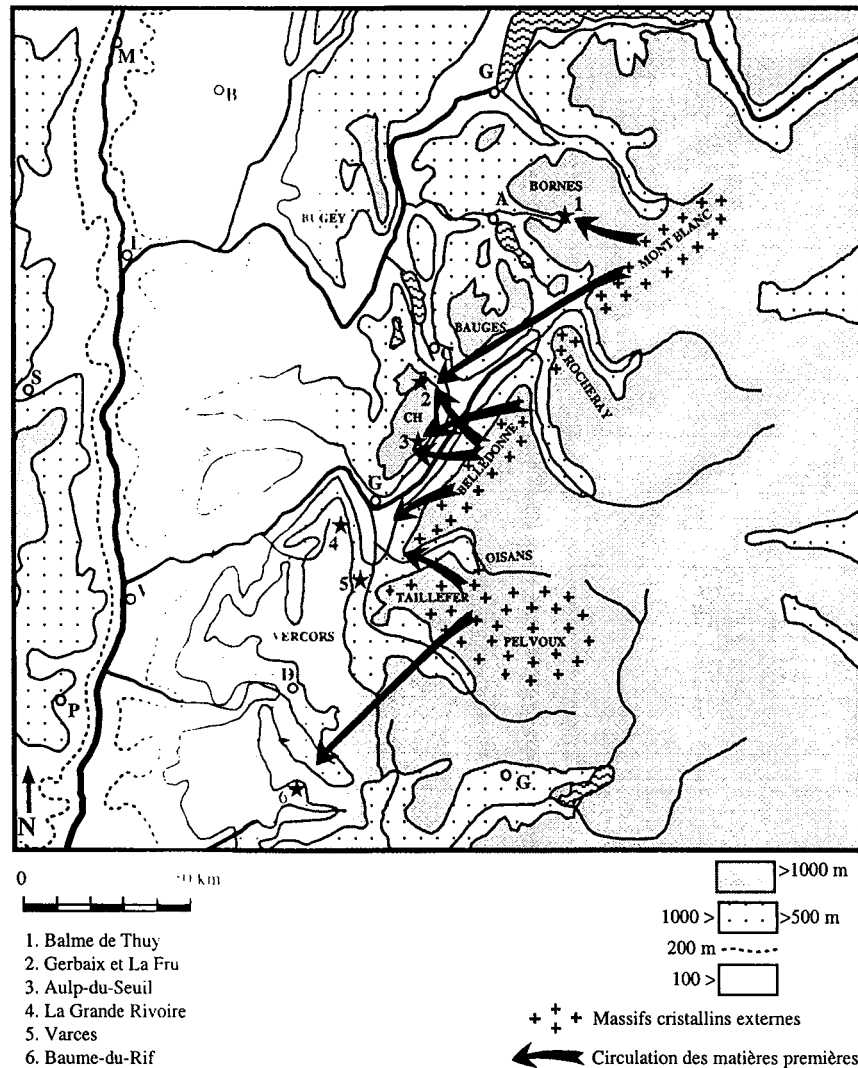 M
B
G
BORNES
1
A
BUGEY
MONT BLANC
L
BAUGES
C
ROCHERAY
S
2
CH
3
BELLEDONNE
G
4
OISANS
5
TAILLEFER
PELVOUX
VERCORS
D
P
G
6
N
0
km
>1000 m
1000 >
>500 m
200 m
100 >
1. Balme de Thuy
2. Gerbaix et La Fru
3. Aulp-du-Seuil
4. La Grande Rivoire
5. Varces
6. Baume-du-Rif
Massifs cristallins externes
Circulation des matières premières